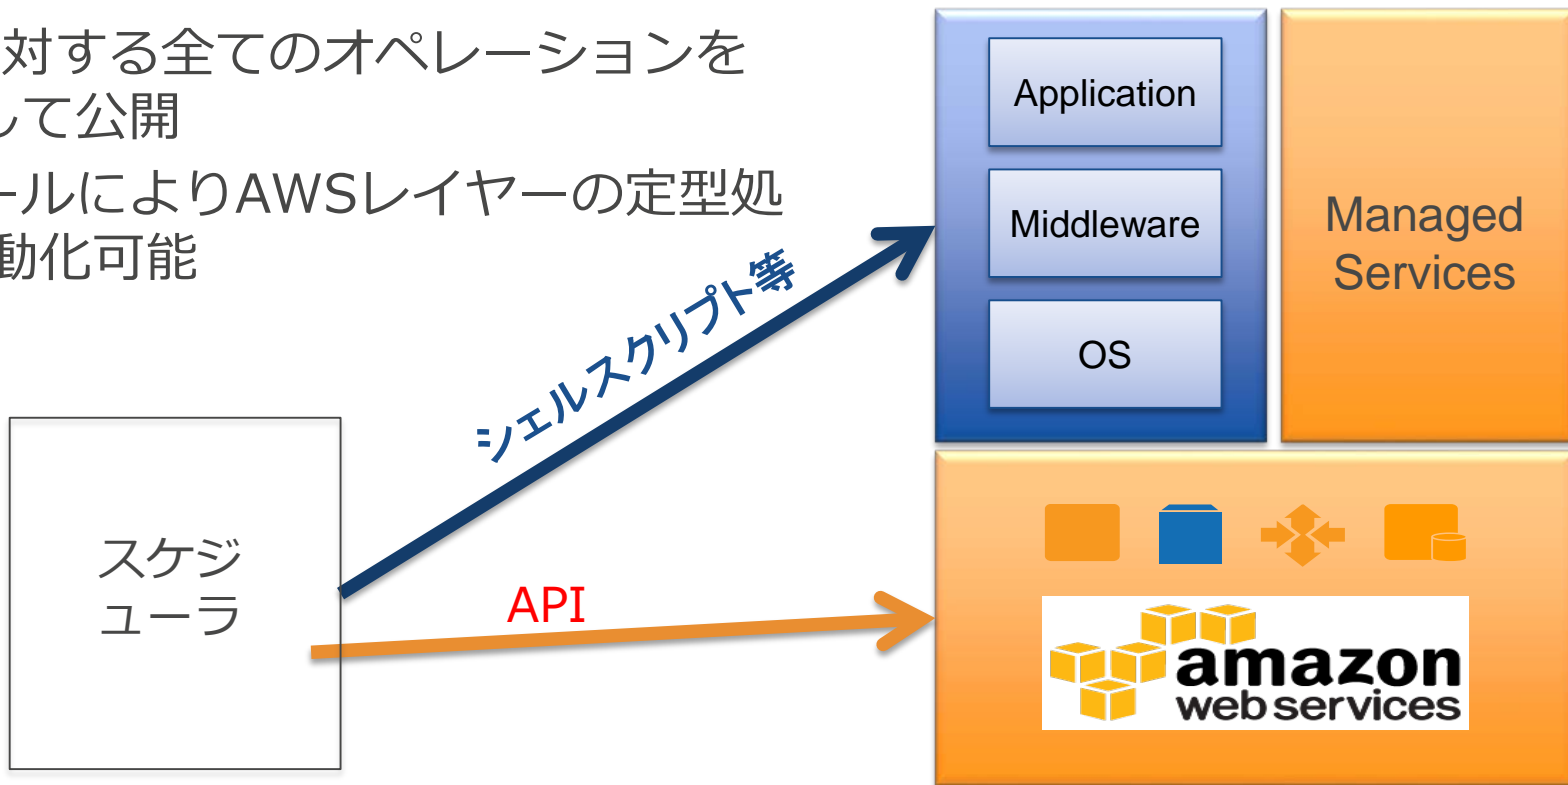 対する全てのオペレーションを
して公開
ールによりAWSレイヤーの定型処
動化可能
シェルスクリプト等
API
スケジ
ューラ
Application
Middleware
OS
Managed
Services
amazon
web services